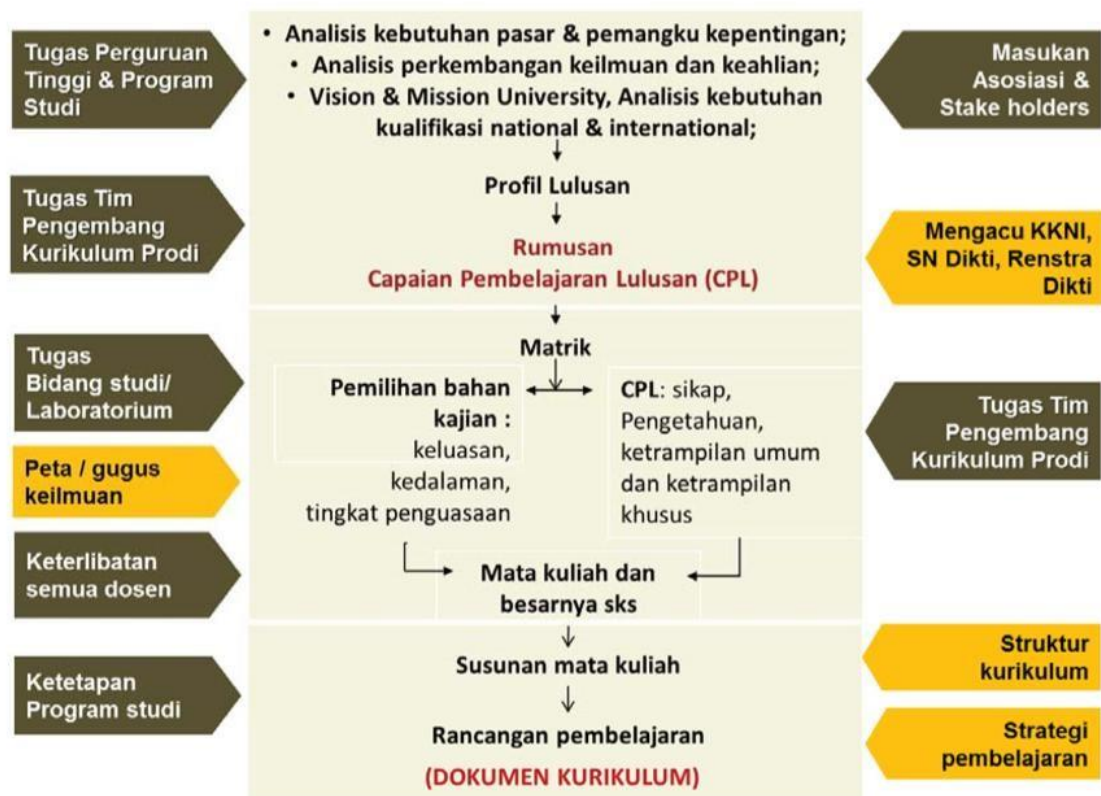 Tugas Perguruan
Tinggi & Program
Studi
• Analisis kebutuhan pasar & pemangku kepentingan;
• Analisis perkembangan keilmuan dan keahlian;
• Vision & Mission University, Analisis kebutuhan
kualifikasi national & international;
Masukan
Asosiasi &
Stake holders
Tugas Tim
Pengembang
Kurikulum Prodi
Profil Lulusan
Rumusan
Capaian Pembelajaran Lulusan (CPL)
Mengacu KKNI,
SN Dikti, Renstra
Dikti
Tugas
Bidang studi/
Laboratorium
Matrik
Pemilihan bahan
kajian :
keluasan,
kedalaman,
tingkat penguasaan
CPL: sikap,
Pengetahuan,
ketrampilan umum
dan ketrampilan
khusus
Tugas Tim
Pengembang
Kurikulum Prodi
Peta / gugus
keilmuan
Keterlibatan
semua dosen
Mata kuliah dan
besarnya sks
Ketetapan
Program studi
Susunan mata kuliah
Struktur
kurikulum
Rancangan pembelajaran
(DOKUMEN KURIKULUM)
Strategi
pembelajaran